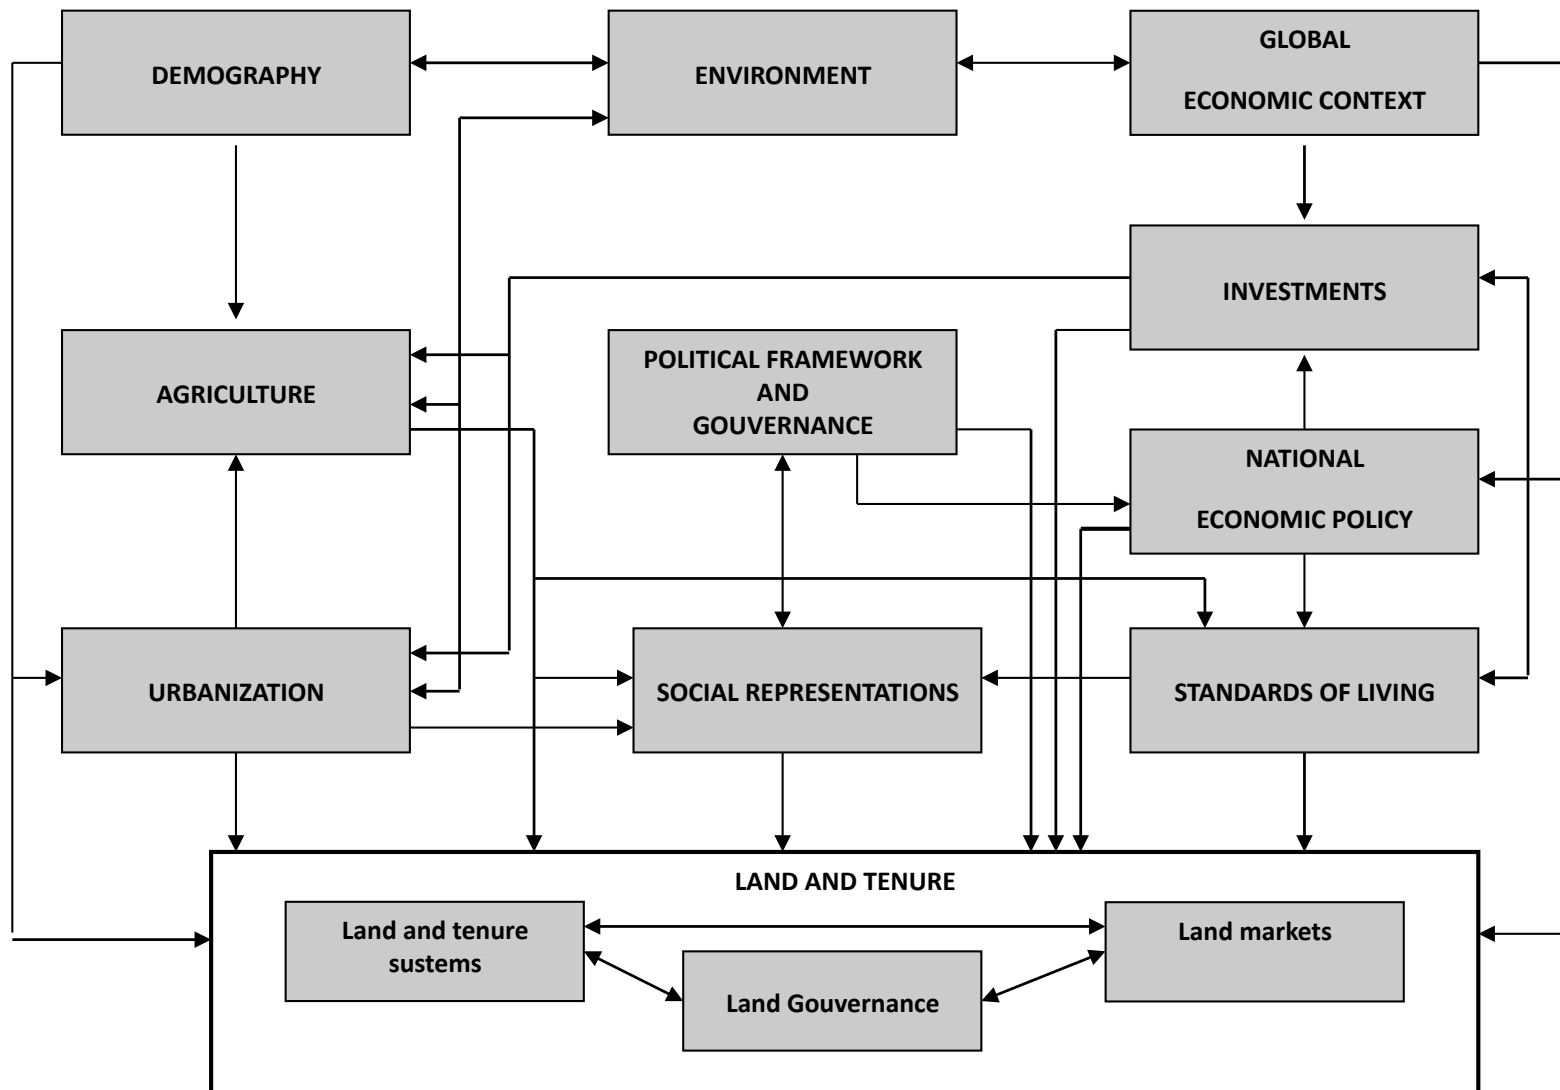 DEMOGRAPHY
ENVIRONMENT
GLOBAL
ECONOMIC CONTEXT
INVESTMENTS
AGRICULTURE
POLITICAL FRAMEWORK
AND
GOUVERNANCE
NATIONAL
ECONOMIC POLICY
URBANIZATION
SOCIAL REPRESENTATIONS
STANDARDS OF LIVING
LAND AND TENURE
Land and tenure
sustems
Land Gouvernance
Land markets